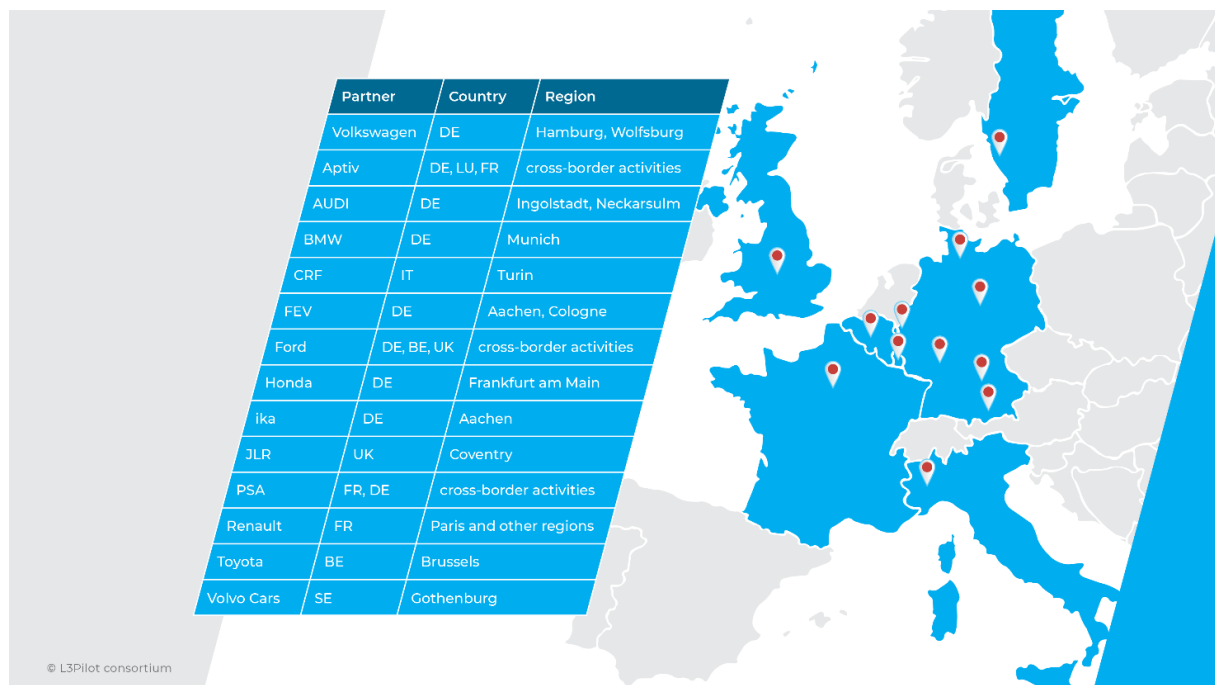 Partner Country Region
Volkswagen DE Hamburg, Wolfsburg
Aptiv DE, LU, FR cross-border activities
AUDI DE Ingolstadt, Neckarsulm
BMW DE Munich
CRF IT Turin
FEV DE Aachen, Cologne
Ford DE, BE, UK cross-border activities
Honda DE Frankfurt am Main
ika DE Aachen
JLR UK Coventry
PSA FR, DE cross-border activities
Renault FR Paris and other regions
Toyota BE Brussels
Volvo Cars SE Gothenburg
© L3Pilot consortium